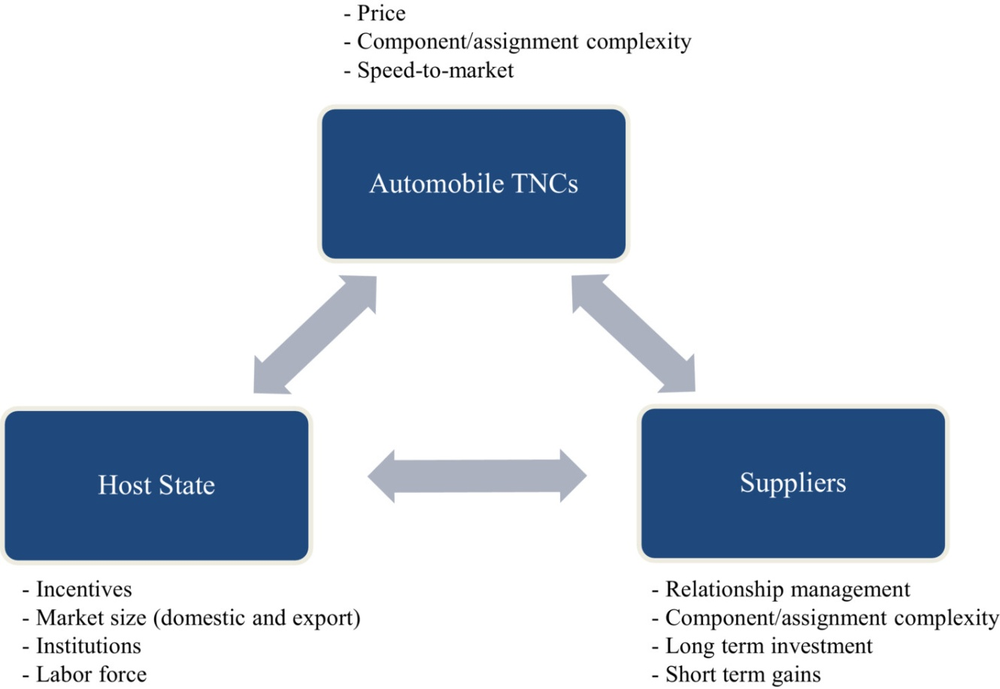 - Price
- Component/assignment complexity
- Speed-to-market
Automobile TNCs
Host State
Suppliers
- Incentives
- Market size (domestic and export)
- Institutions
- Labor force
- Relationship management
- Component/assignment complexity
- Long term investment
- Short term gains